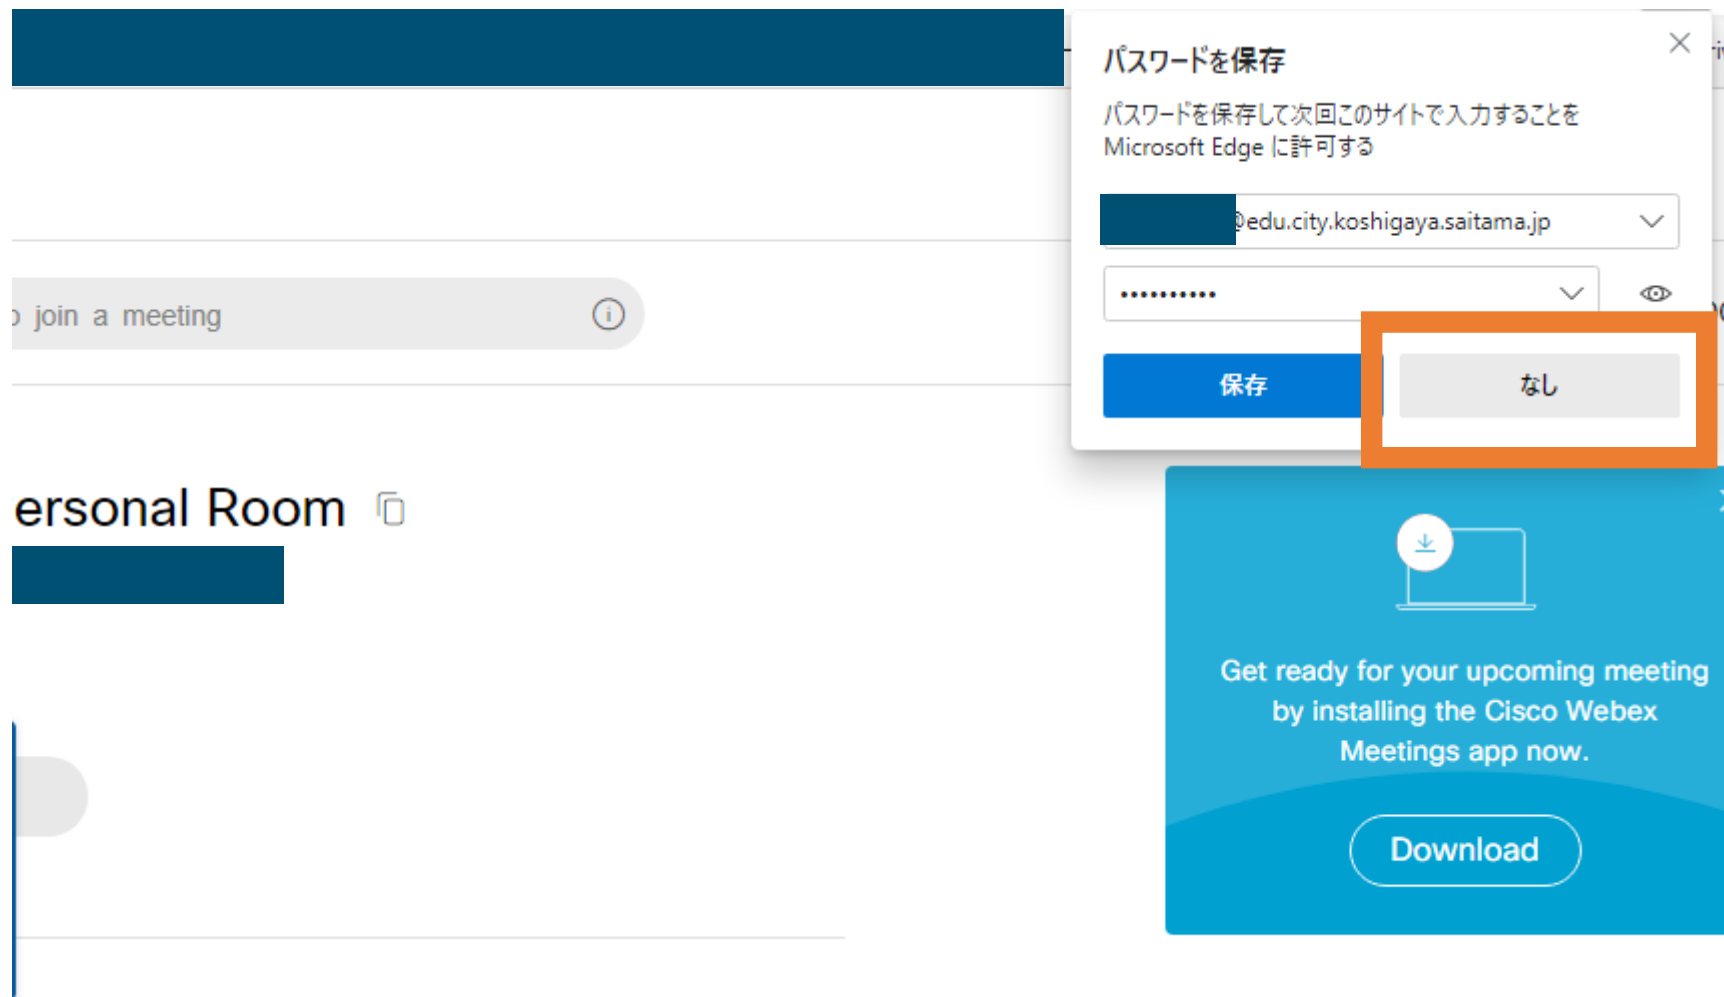 パスワードを保存
パスワードを保存して次回このサイトで入力することを
Microsoft Edge に許可する
@edu.city.koshigaya.saitama.jp
••••••••••
join a meeting
保存
なし
ersonal Room
Get ready for your upcoming meeting
by installing the Cisco Webex
Meetings app now.
Download